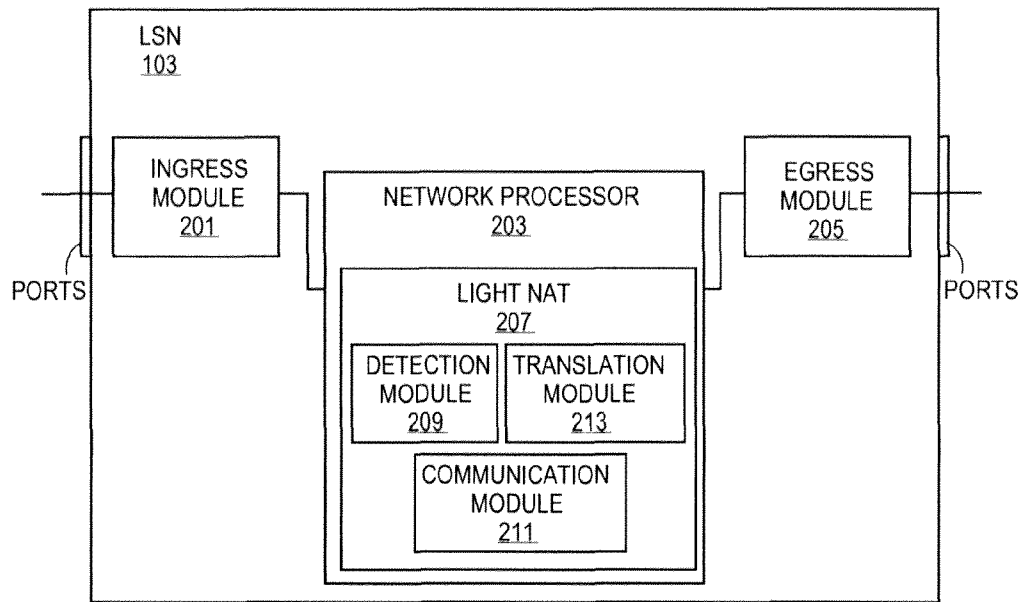 LSN
103
INGRESS
MODULE
201
PORTS
NETWORK PROCESSOR
203
EGRESS
MODULE
205
PORTS
LIGHT NAT
207
DETECTION
MODULE
209
TRANSLATION
MODULE
213
COMMUNICATION
MODULE
211